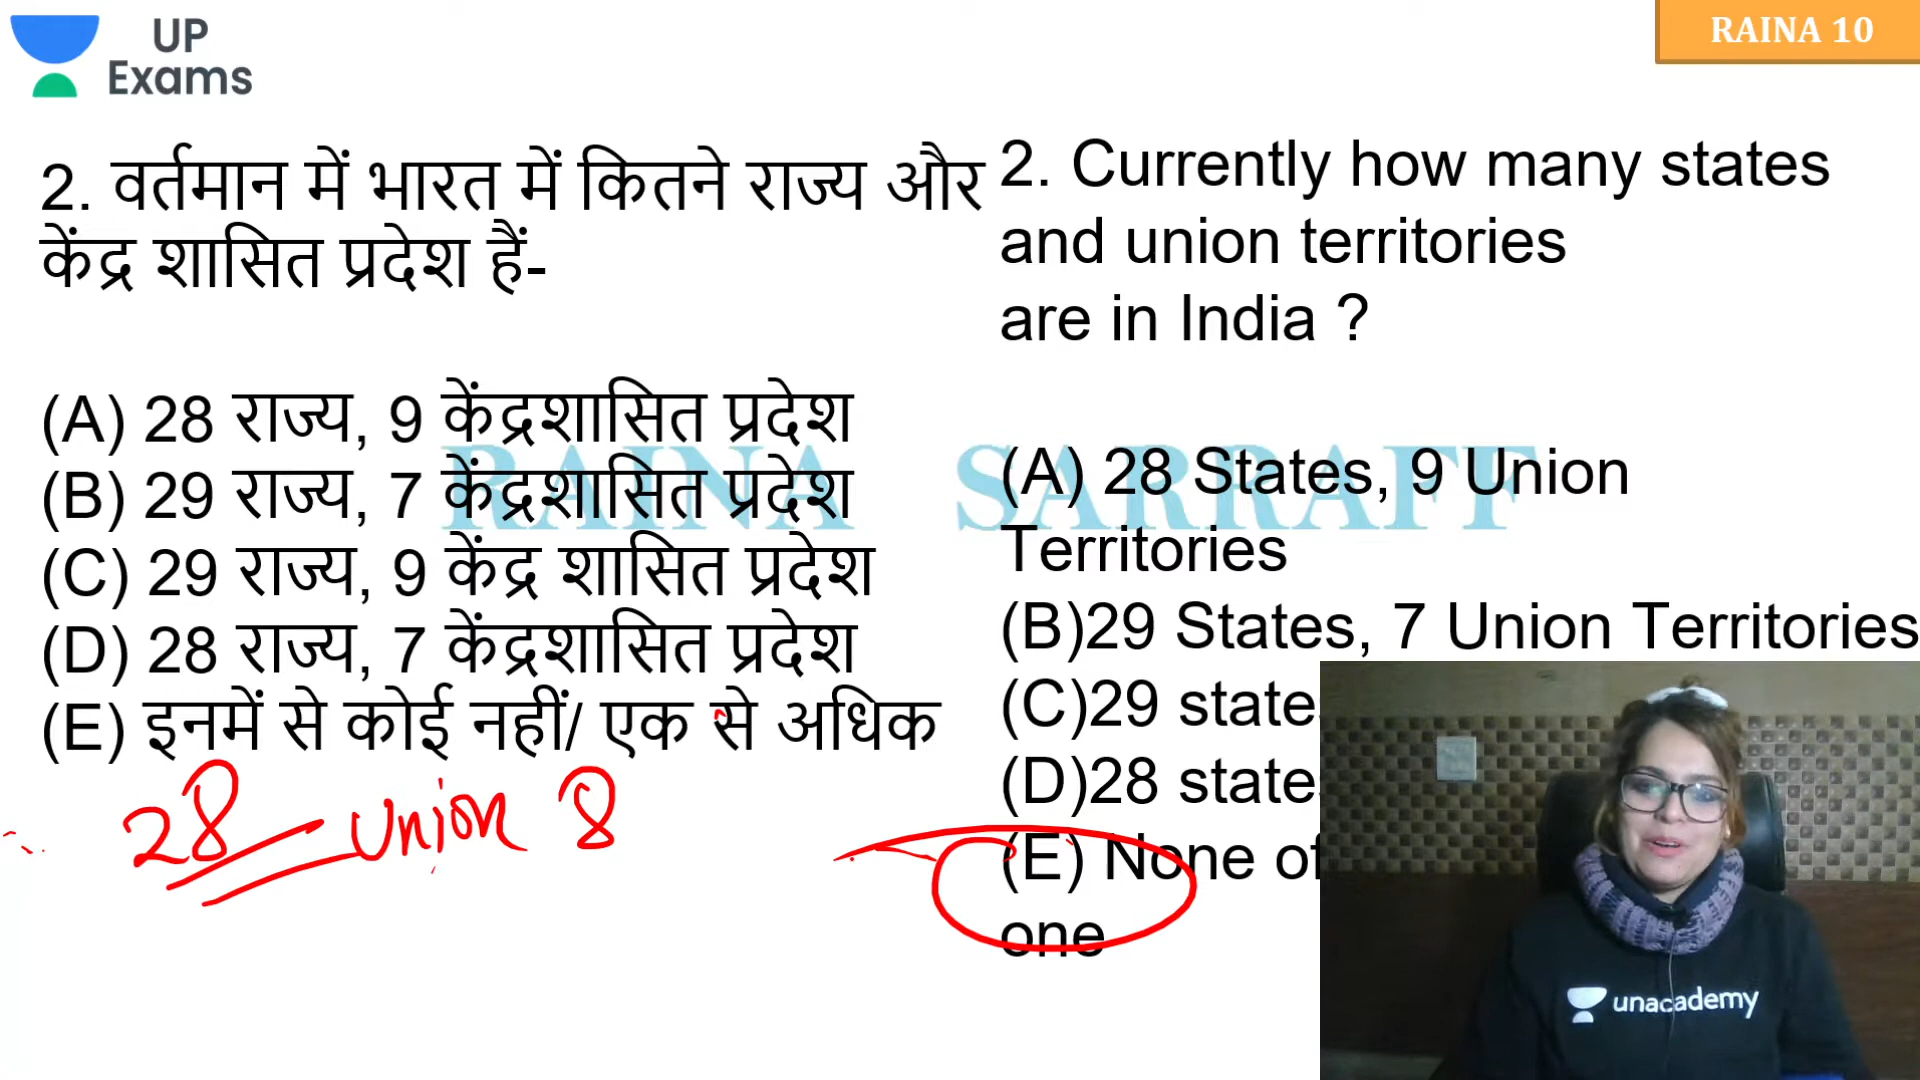 UP
Exams
RAINA 10
2. वर्तमान में भारत में कितने राज्य और
केंद्र शासित प्रदेश हैं-
(A) 28 राज्य, 9 केंद्रशासित प्रदेश
(B) 29 राज्य, 7 केंद्रशासित प्रदेश
(C) 29 राज्य, 9 केंद्र शासित प्रदेश
(D) 28 राज्य, 7 केंद्रशासित प्रदेश
(E) इनमें से कोई नहीं/ एक से अधिक
28 union 8
2. Currently how many states
and union territories
are in India ?
(A) 28 States, 9 Union
Territories
(B)29 States, 7 Union Territories
(C)29 state
(D)28 state
(E) None of
one
RAINA SARRAFF
unacademy